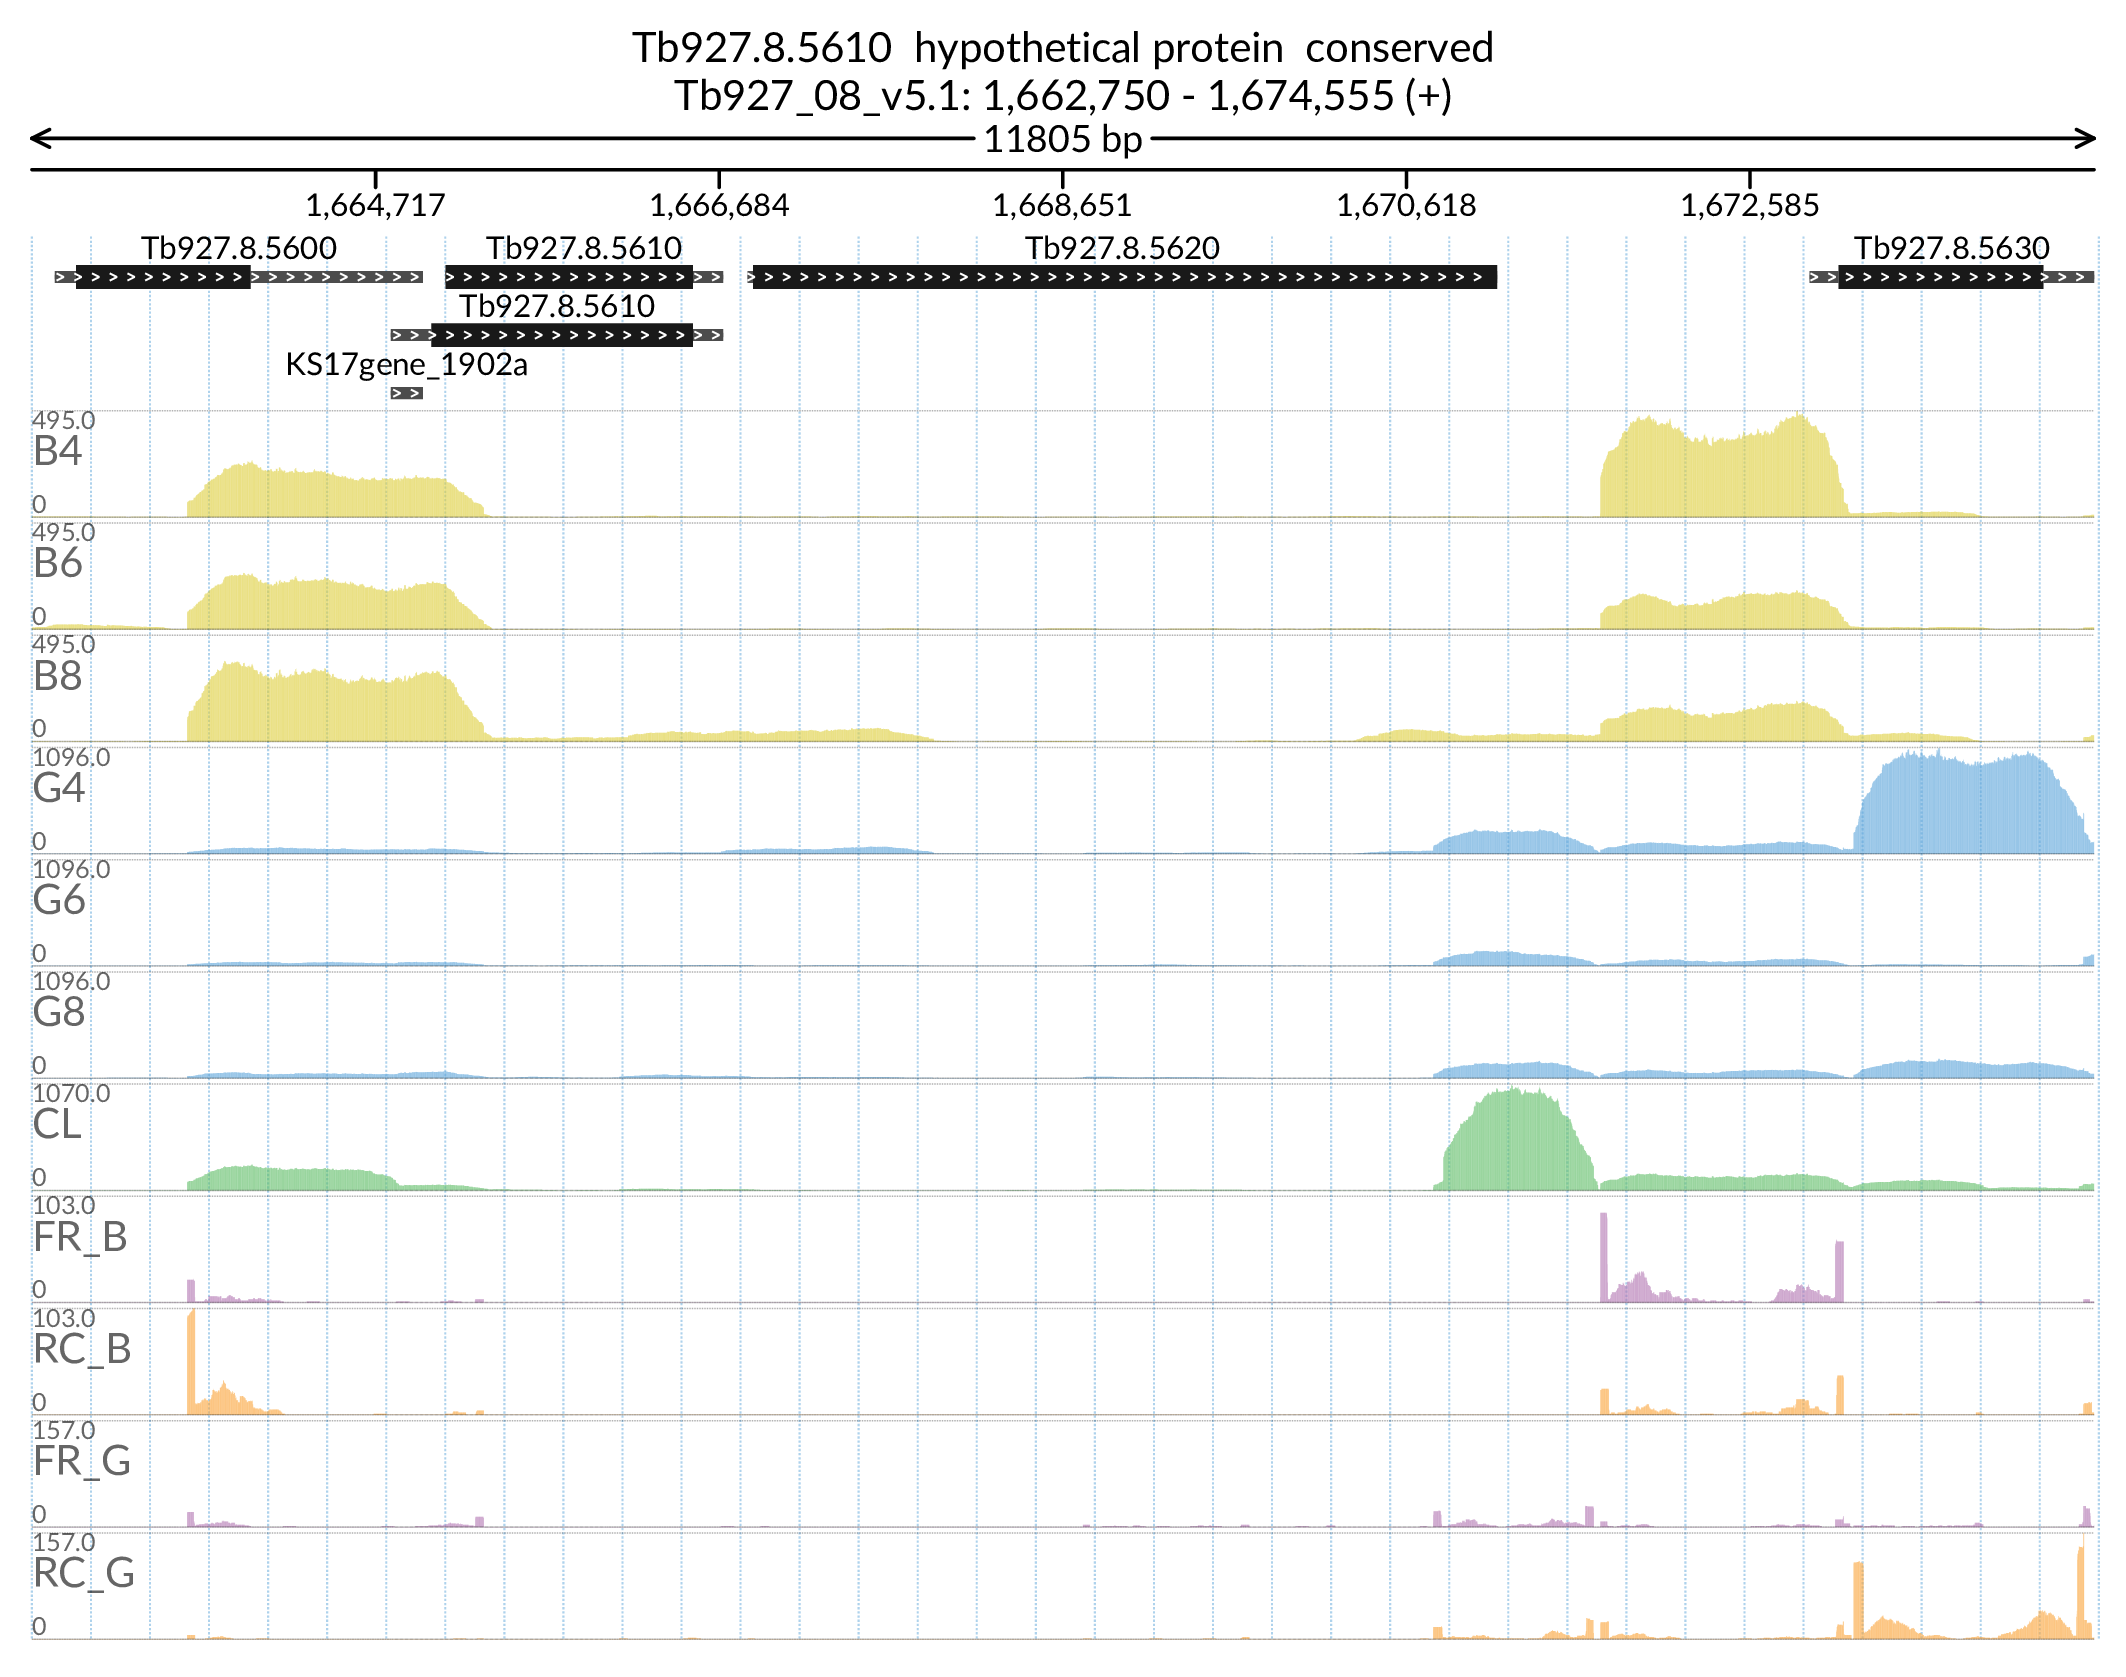 Tb927.8.5610  hypothetical protein  conserved
Tb927_08_v5.1: 1,662,750 - 1,674,555 (+)
11805 bp
1,664,717 1,666,684 1,668,651 1,670,618 1,672,585
Tb927.8.5600 Tb927.8.5610 Tb927.8.5620 Tb927.8.5630
Tb927.8.5610
KS17gene_1902a
495.0
B4
0
495.0
B6
0
495.0
B8
0
1096.0
G4
0
1096.0
G6
0
1096.0
G8
0
1070.0
CL
0
103.0
FR_B
0
103.0
RC_B
0
157.0
FR_G
0
157.0
RC_G
0